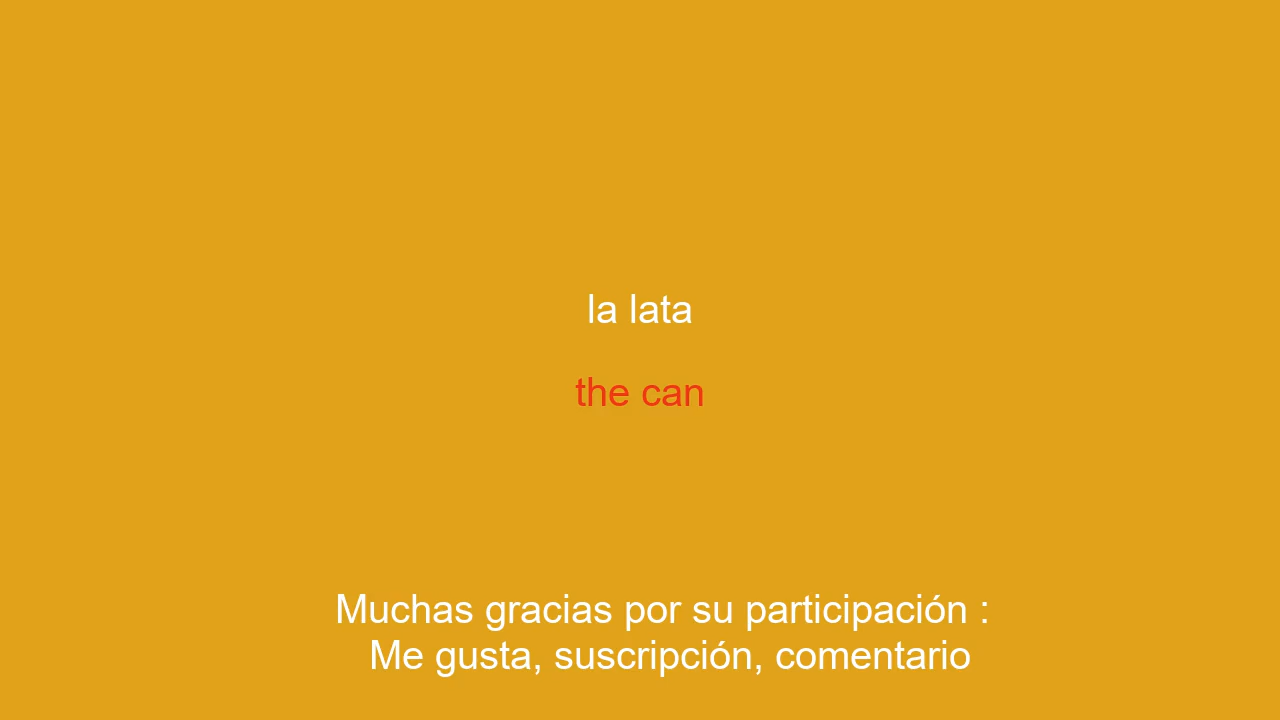 la lata
the can
Muchas gracias por su participación :
Me gusta, suscripción, comentario